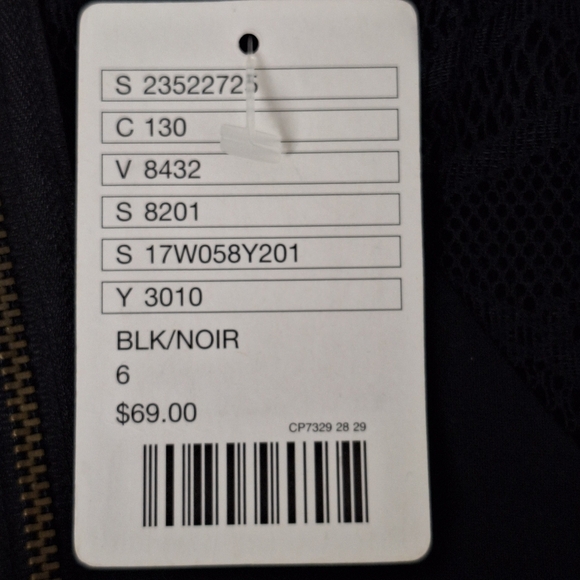 S 23522725
C 130
V 8432
S 8201
S 17W058Y201
Y 3010
BLK/NOIR
6
$69.00
CP7329 28 29